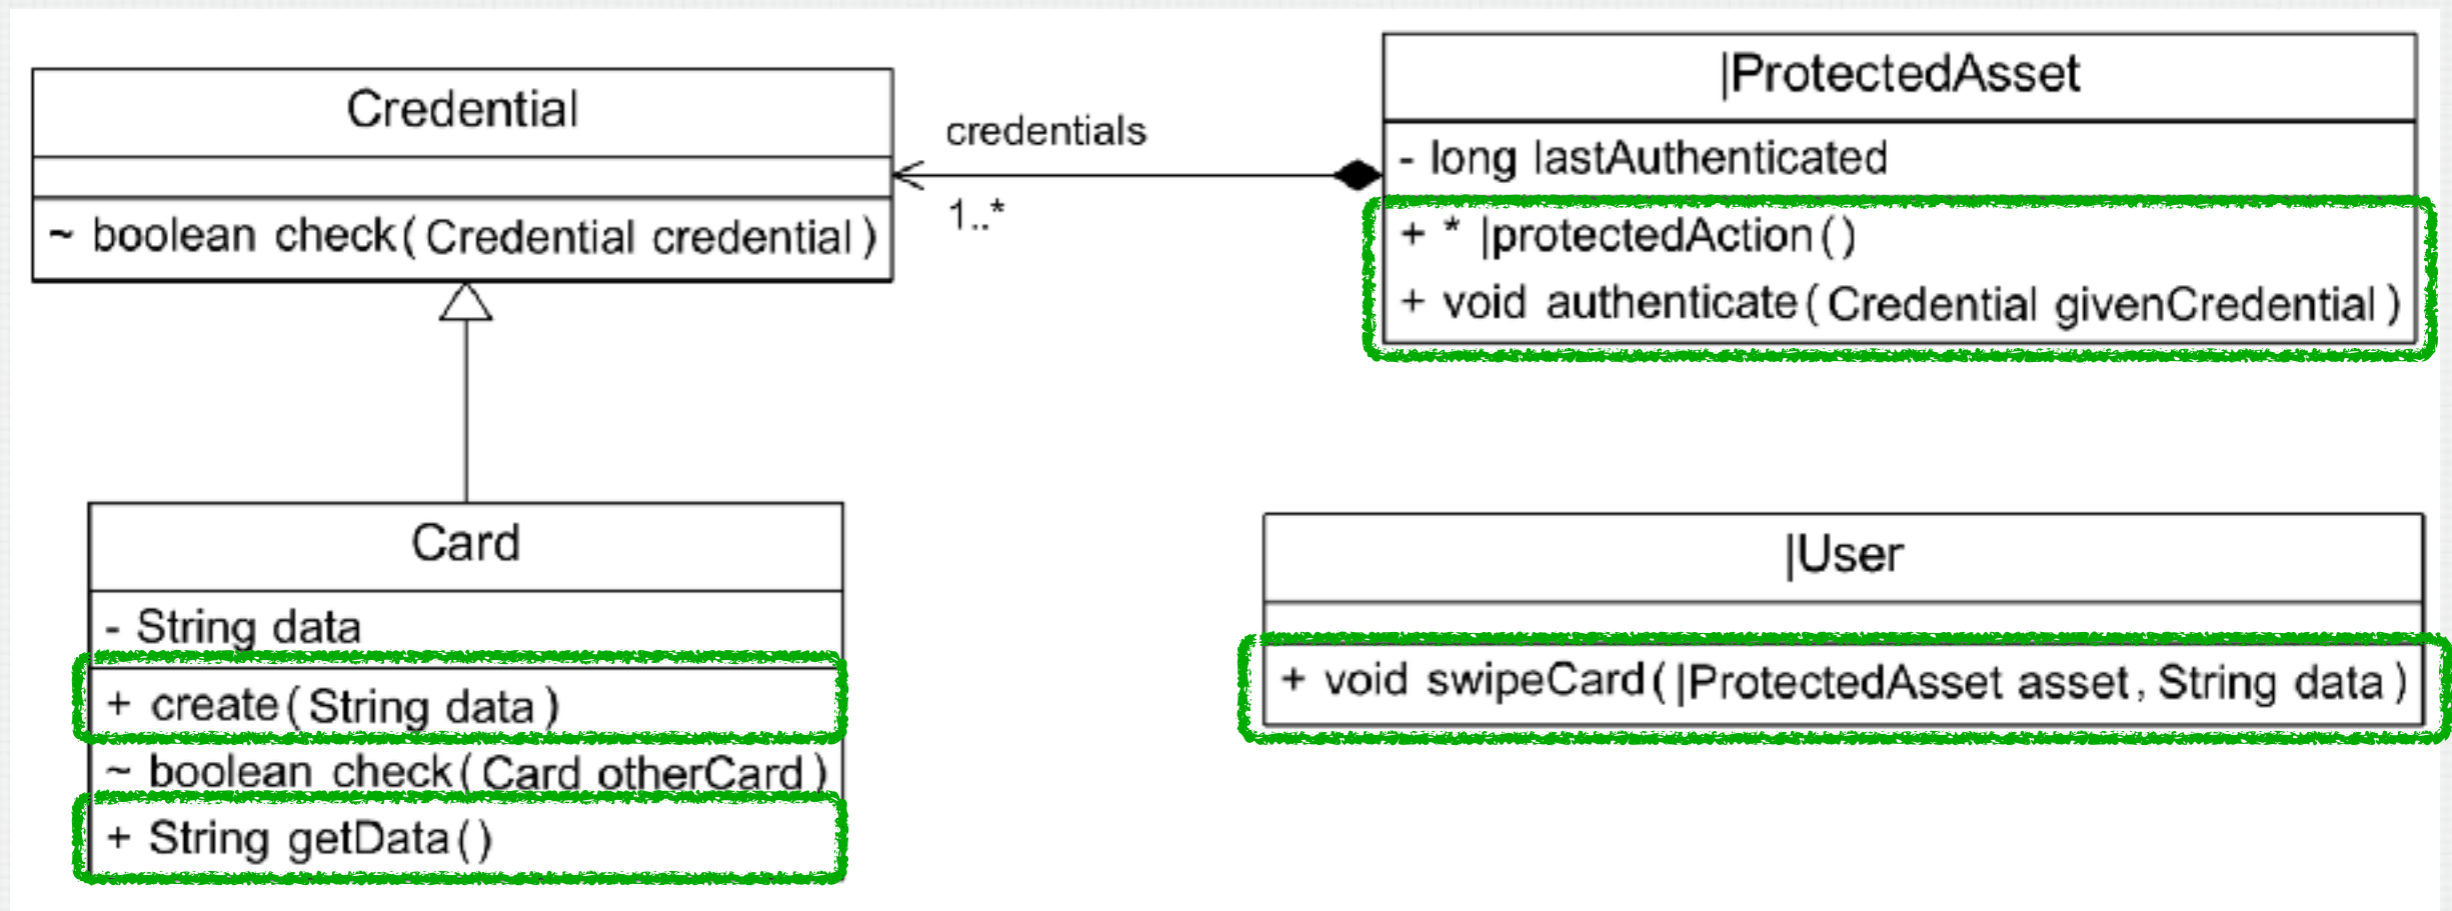 Credential
~ boolean check(Credential credential)
credentials
1..*
|ProtectedAsset
- long lastAuthenticated
+ * |protectedAction()
+ void authenticate(Credential givenCredential)
Card
- String data
+ create(String data)
~ boolean check(Card otherCard)
+ String getData()
|User
+ void swipeCard(|ProtectedAsset asset, String data)